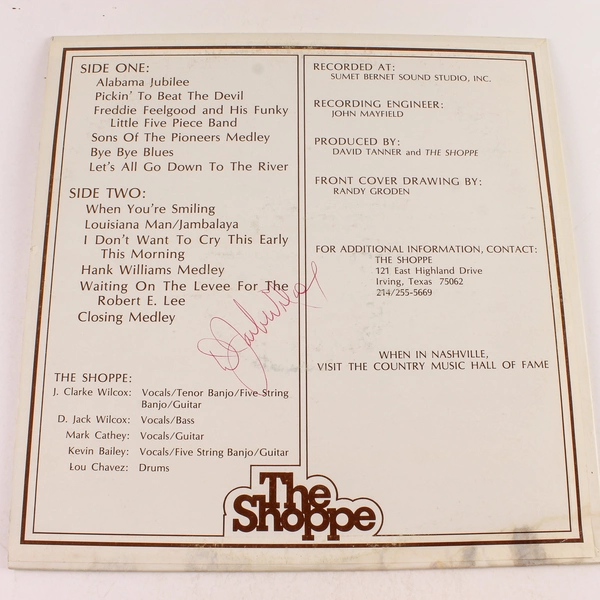 SIDE ONE:
Alabama Jubilee
Pickin' To Beat The Devil
Freddie Feelgood and His Funky
Little Five Piece Band
Sons Of The Pioneers Medley
Bye Bye Blues
Let's All Go Down To The River
SIDE TWO:
When You're Smiling
Louisiana Man/Jambalaya
I Don't Want To Cry This Early
This Morning
Hank Williams Medley
Waiting On The Levee For The
Robert E. Lee
Closing Medley
THE SHOPPE:
J. Clarke Wilcox: Vocals/Tenor Banjo/Five String
Banjo/Guitar
D. Jack Wilcox: Vocals/Bass
Mark Cathey: Vocals/Guitar
Kevin Bailey: Vocals/Five String Banjo/Guitar
Lou Chavez: Drums
RECORDED AT:
SUMET BERNET SOUND STUDIO, INC.
RECORDING ENGINEER:
JOHN MAYFIELD
PRODUCED BY:
DAVID TANNER and THE SHOPPE
FRONT COVER DRAWING BY:
RANDY GRODEN
FOR ADDITIONAL INFORMATION, CONTACT:
THE SHOPPE
121 East Highland Drive
Irving, Texas 75062
214/255-5669
WHEN IN NASHVILLE,
VISIT THE COUNTRY MUSIC HALL OF FAME
The
Shoppe